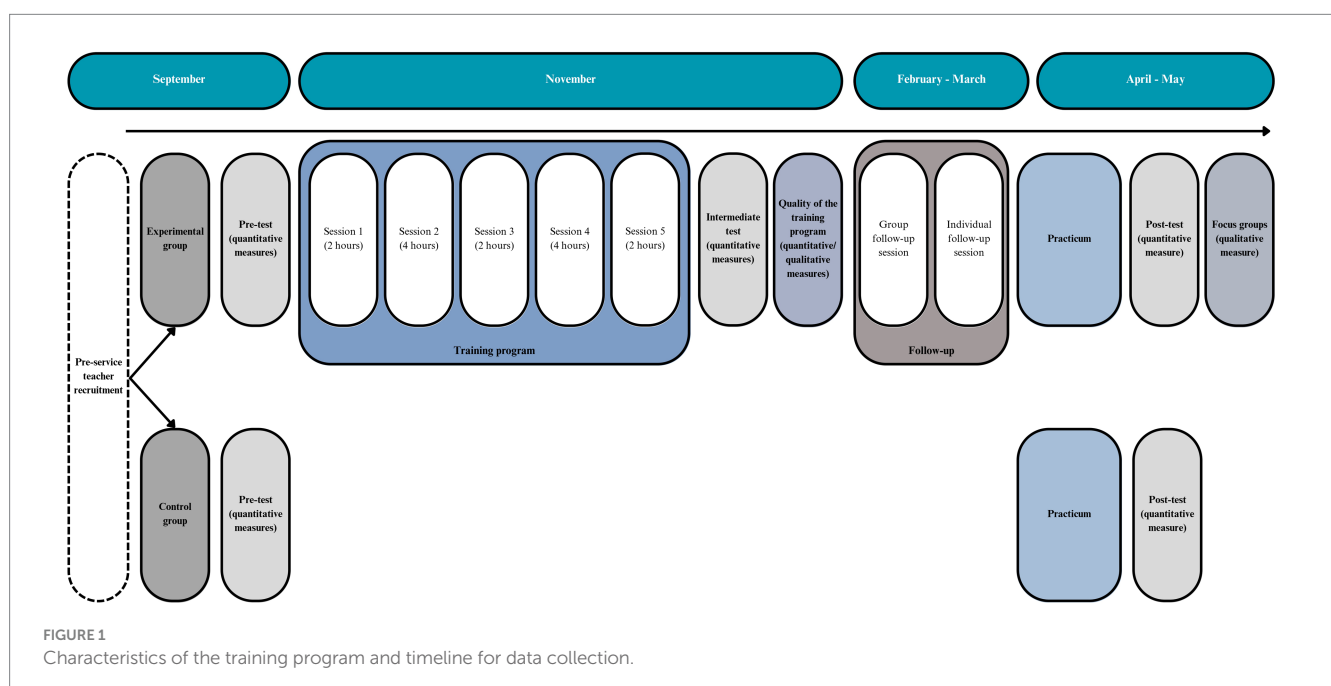 September
November
February - March
April - May
Pre-service
teacher
recruitment
Experimental
group
Pre-test
(quantitative
measures)
Session 1
(2 hours)
Session 2
(4 hours)
Session 3
(2 hours)
Session 4
(4 hours)
Session 5
(2 hours)
Training program
Intermediate
test
(quantitative
measures)
Quality of the
training
program
(quantitative/
qualitative
measures)
Group
follow-up
session
Individual
follow-up
session
Follow-up
Practicum
Post-test
(quantitative
measure)
Focus groups
(qualitative
measure)
Control
group
Pre-test
(quantitative
measures)
Practicum
Post-test
(quantitative
measure)
FIGURE 1
Characteristics of the training program and timeline for data collection.